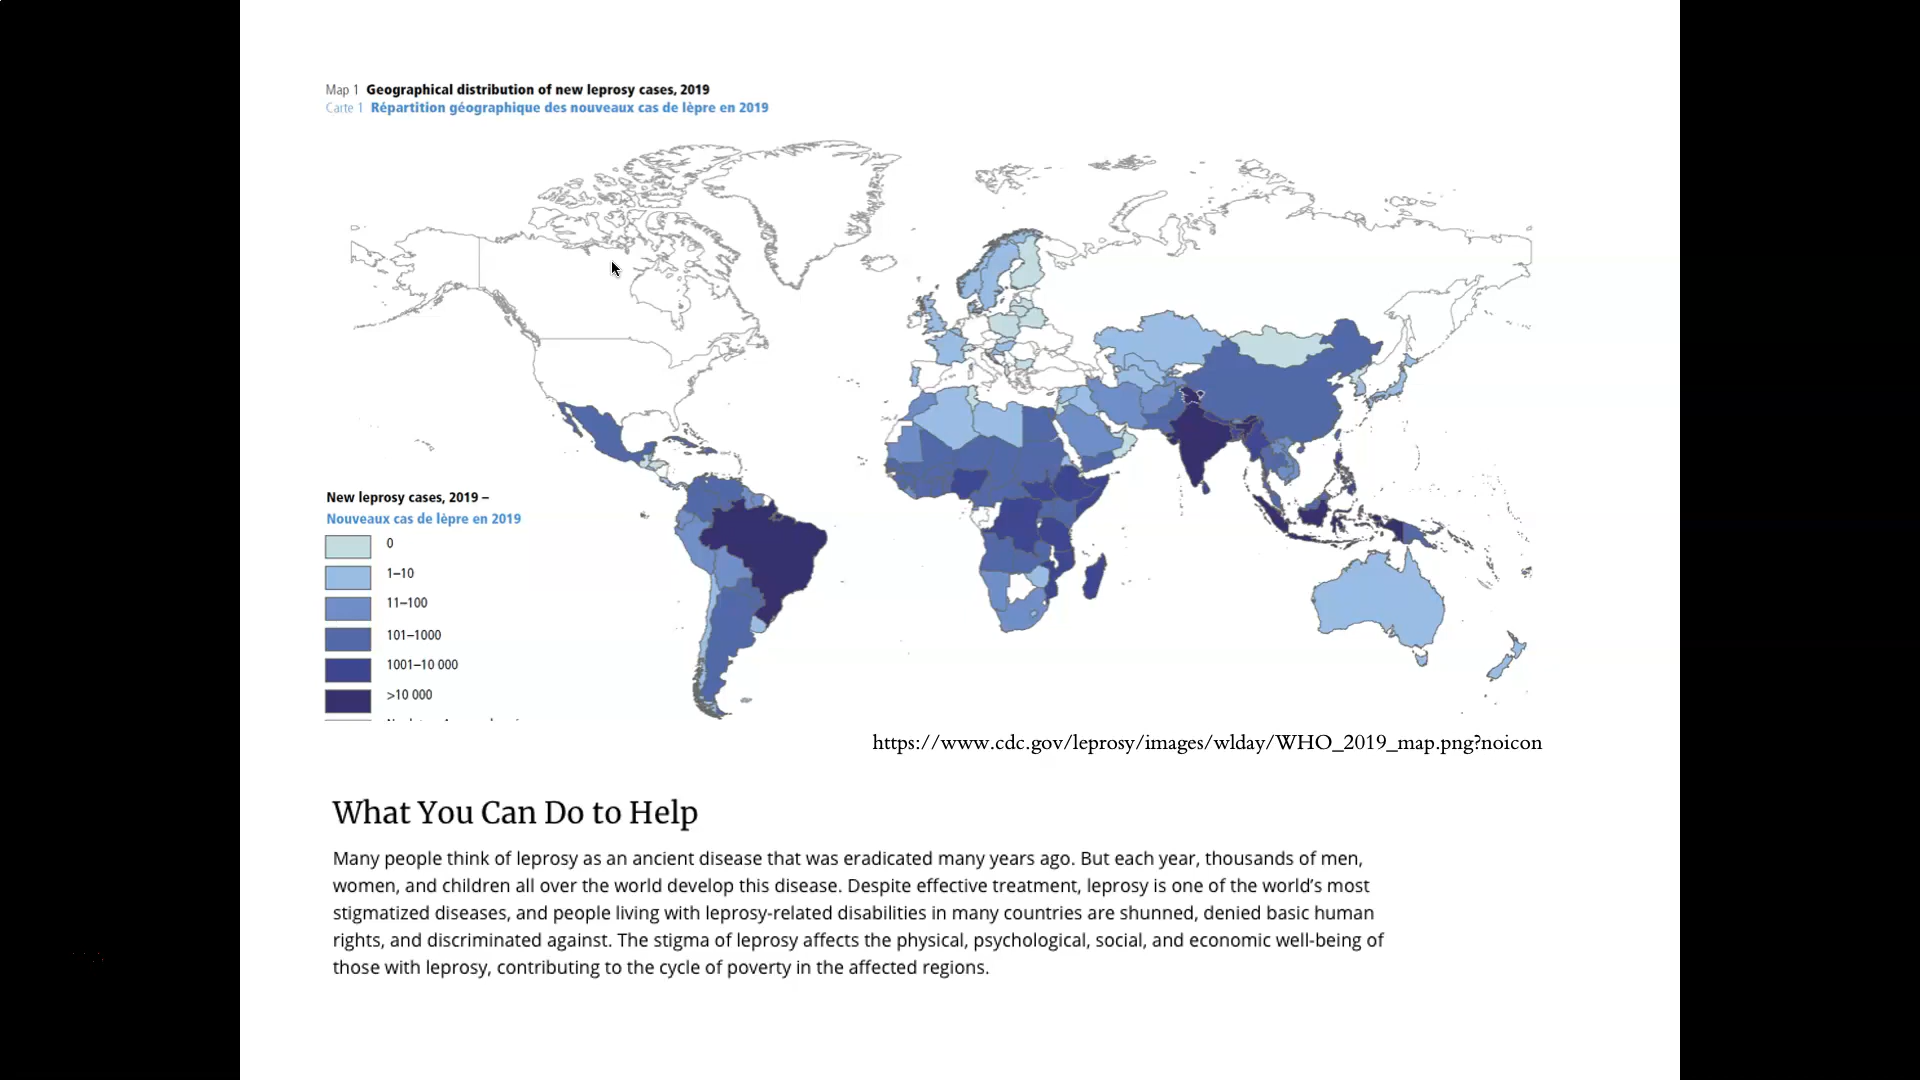 Map 1 Geographical distribution of new leprosy cases, 2019
Carte 1 Répartition géographique des nouveaux cas de lèpre en 2019
New leprosy cases, 2019 –
Nouveaux cas de lèpre en 2019
0
1–10
11–100
101–1000
1001–10 000
>10 000
https://www.cdc.gov/leprosy/images/wlday/WHO_2019_map.png?noicon
What You Can Do to Help
Many people think of leprosy as an ancient disease that was eradicated many years ago. But each year, thousands of men,
women, and children all over the world develop this disease. Despite effective treatment, leprosy is one of the world’s most
stigmatized diseases, and people living with leprosy-related disabilities in many countries are shunned, denied basic human
rights, and discriminated against. The stigma of leprosy affects the physical, psychological, social, and economic well-being of
those with leprosy, contributing to the cycle of poverty in the affected regions.